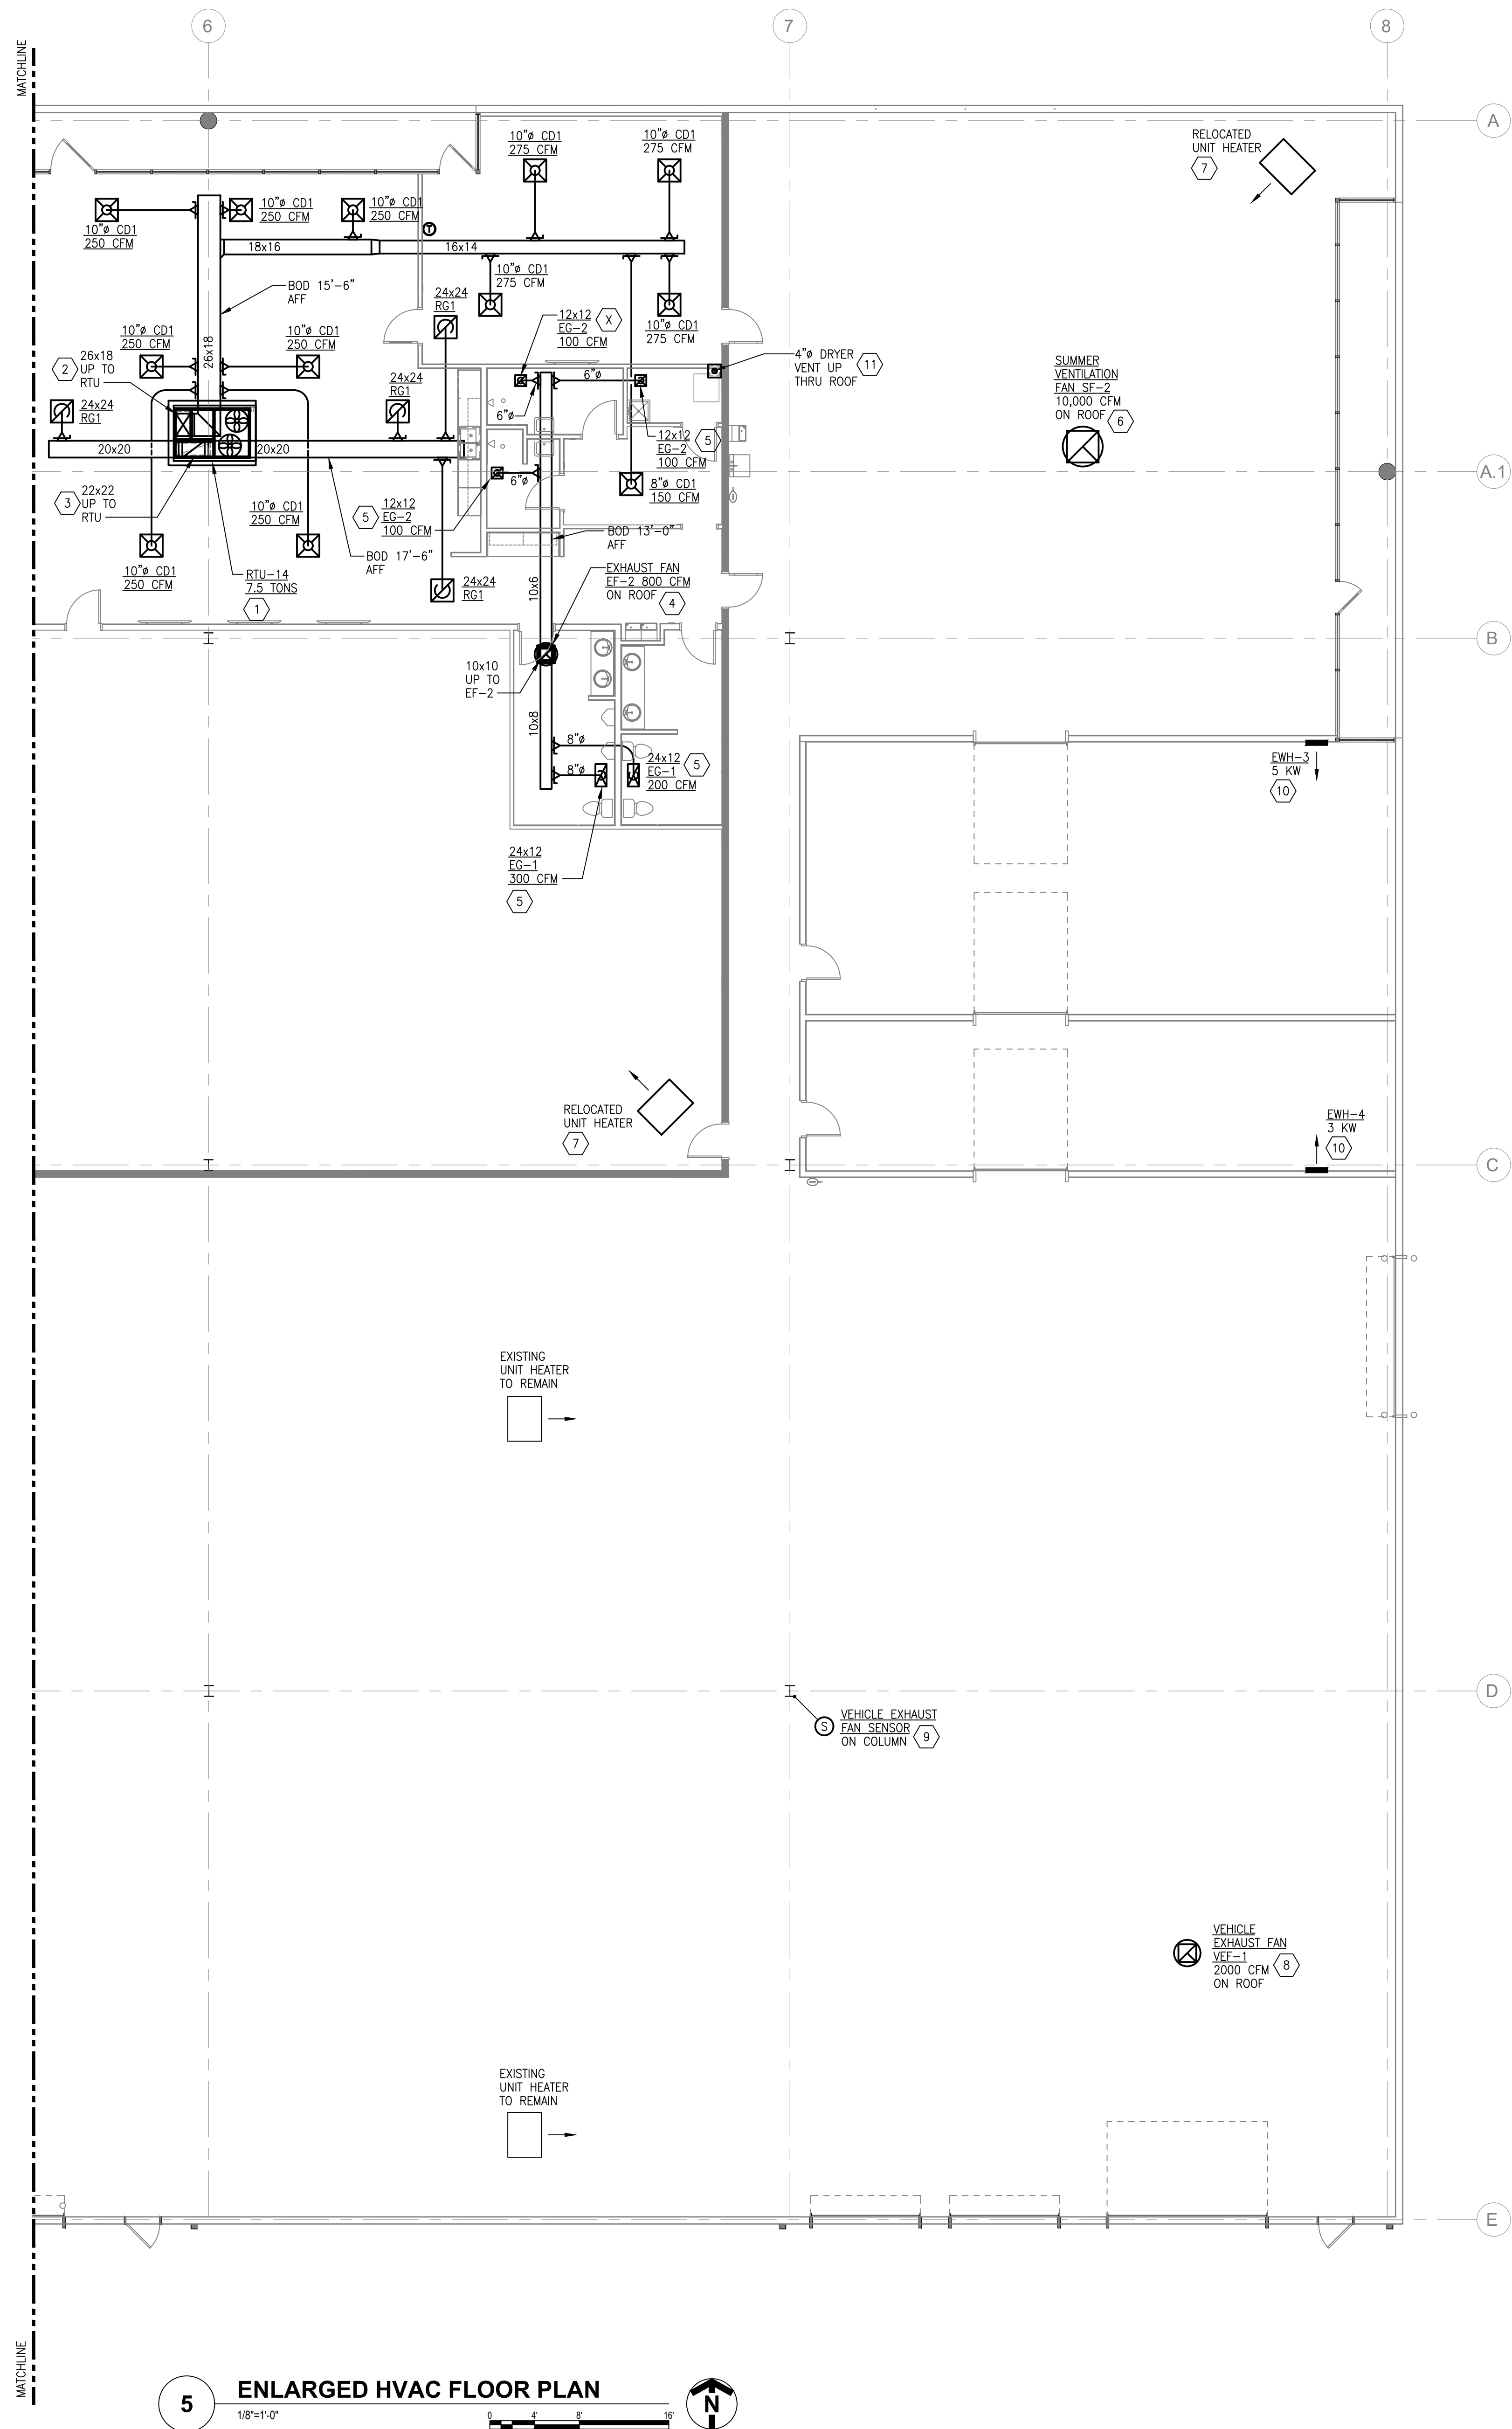 6
7
8
MATCHLINE
A
RELOCATED
UNIT HEATER
7
10"ø CD1
275 CFM
10"ø CD1
275 CFM
10"ø CD1
250 CFM
10"ø CD1
250 CFM
10"ø CD1
250 CFM
T
18x16
16x14
BOD 15'-6"
AFF
10"ø CD1
275 CFM
24x24
RG1
12x12
EG-2
100 CFM
X
10"ø CD1
275 CFM
10"ø CD1
250 CFM
10"ø CD1
250 CFM
26x18
2
26x18
UP TO
RTU
24x24
RG1
24x24
RG1
6"ø
6"ø
4"ø DRYER
VENT UP
THRU ROOF
11
SUMMER
VENTILATION
FAN SF-2
10,000 CFM
ON ROOF
6
20x20
20x20
12x12
EG-2
100 CFM
5
A.1
3
22x22
UP TO
RTU
10"ø CD1
250 CFM
5
12x12
EG-2
100 CFM
6"ø
8"ø CD1
150 CFM
10"ø CD1
250 CFM
RTU-14
7.5 TONS
1
BOD 17'-6"
AFF
24x24
RG1
BOD 13'-0"
AFF
10x6
EXHAUST FAN
EF-2 800 CFM
ON ROOF
4
B
10x10
UP TO
EF-2
10x8
8"ø
8"ø
24x12
EG-1
200 CFM
5
24x12
EG-1
300 CFM
5
EWH-3
5 KW
10
RELOCATED
UNIT HEATER
7
EWH-4
3 KW
10
C
EXISTING
UNIT HEATER
TO REMAIN
D
S
VEHICLE EXHAUST
FAN SENSOR
ON COLUMN
9
VEHICLE
EXHAUST FAN
VEF-1
2000 CFM
ON ROOF
8
EXISTING
UNIT HEATER
TO REMAIN
E
MATCHLINE
5
ENLARGED HVAC FLOOR PLAN
1/8"=1'-0"
0 4' 8' 16'
N